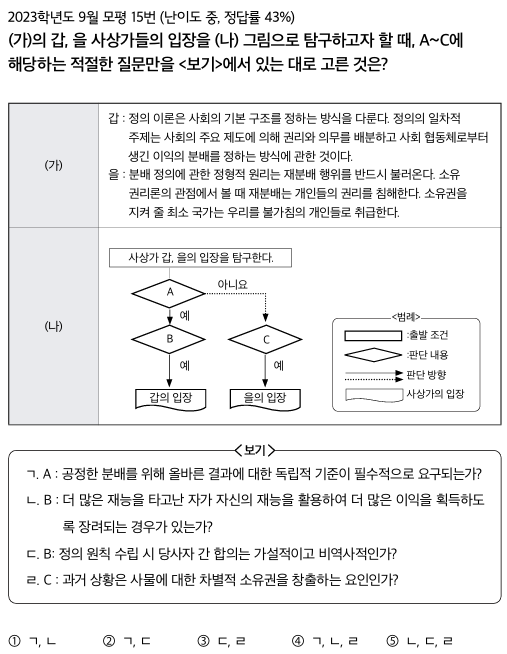 2023학년도 9월 모평 15번 (난이도 중, 정답률 43%)
(가)의 갑, 을 사상가들의 입장을 (나) 그림으로 탐구하고자 할 때, A~C에
해당하는 적절한 질문만을 <보기>에서 있는 대로 고른 것은?
(가)
갑 : 정의 이론은 사회의 기본 구조를 정하는 방식을 다룬다. 정의의 일차적
주제는 사회의 주요 제도에 의해 권리와 의무를 배분하고 사회 협동체로부터
생긴 이익의 분배를 정하는 방식에 관한 것이다.
을 : 분배 정의에 관한 정형적 원리는 재분배 행위를 반드시 불러온다. 소유
권리론의 관점에서 볼 때 재분배는 개인들의 권리를 침해한다. 소유권을
지켜 줄 최소 국가는 우리를 불가침의 개인들로 취급한다.
(나)
사상가 갑, 을의 입장을 탐구한다.
A
아니요
예
B
C
예
예
갑의 입장
을의 입장
<범례>
:출발 조건
:판단 내용
판단 방향
사상가의 입장
<보기>
ㄱ. A : 공정한 분배를 위해 올바른 결과에 대한 독립적 기준이 필수적으로 요구되는가?
ㄴ. B : 더 많은 재능을 타고난 자가 자신의 재능을 활용하여 더 많은 이익을 획득하도
록 장려되는 경우가 있는가?
ㄷ. B: 정의 원칙 수립 시 당사자 간 합의는 가설적이고 비역사적인가?
ㄹ. C : 과거 상황은 사물에 대한 차별적 소유권을 창출하는 요인인가?
① ㄱ, ㄴ ② ㄱ, ㄷ ③ ㄷ, ㄹ ④ ㄱ, ㄴ, ㄹ ⑤ ㄴ, ㄷ, ㄹ